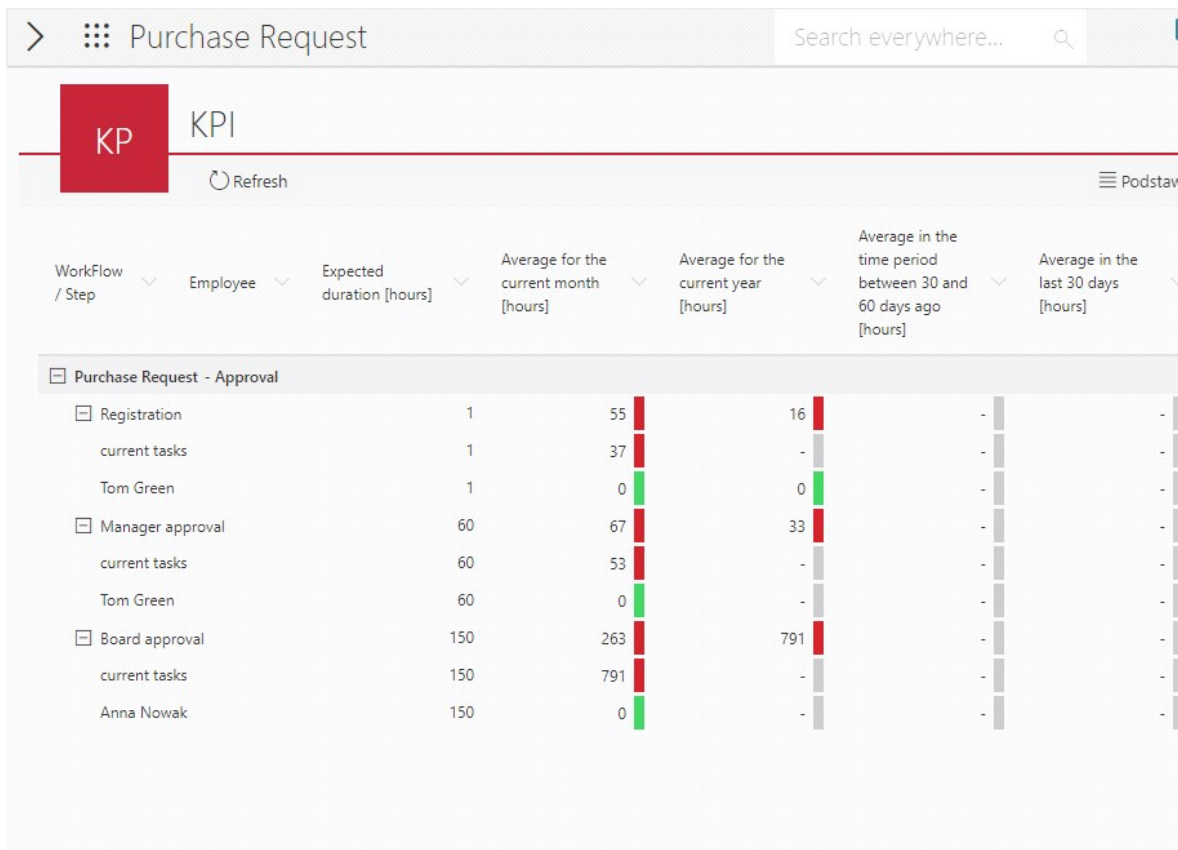 Purchase Request Search everywhere...
KP KPI
Refresh Podstaw
WorkFlow / Step Employee Expected duration [hours] Average for the current month [hours] Average for the current year [hours] Average in the time period between 30 and 60 days ago [hours] Average in the last 30 days [hours]
Purchase Request - Approval
Registration 1 55 16 - -
current tasks 1 37 - - -
Tom Green 1 0 0 - -
Manager approval 60 67 33 - -
current tasks 60 53 - - -
Tom Green 60 0 - - -
Board approval 150 263 791 - -
current tasks 150 791 - - -
Anna Nowak 150 0 - - -